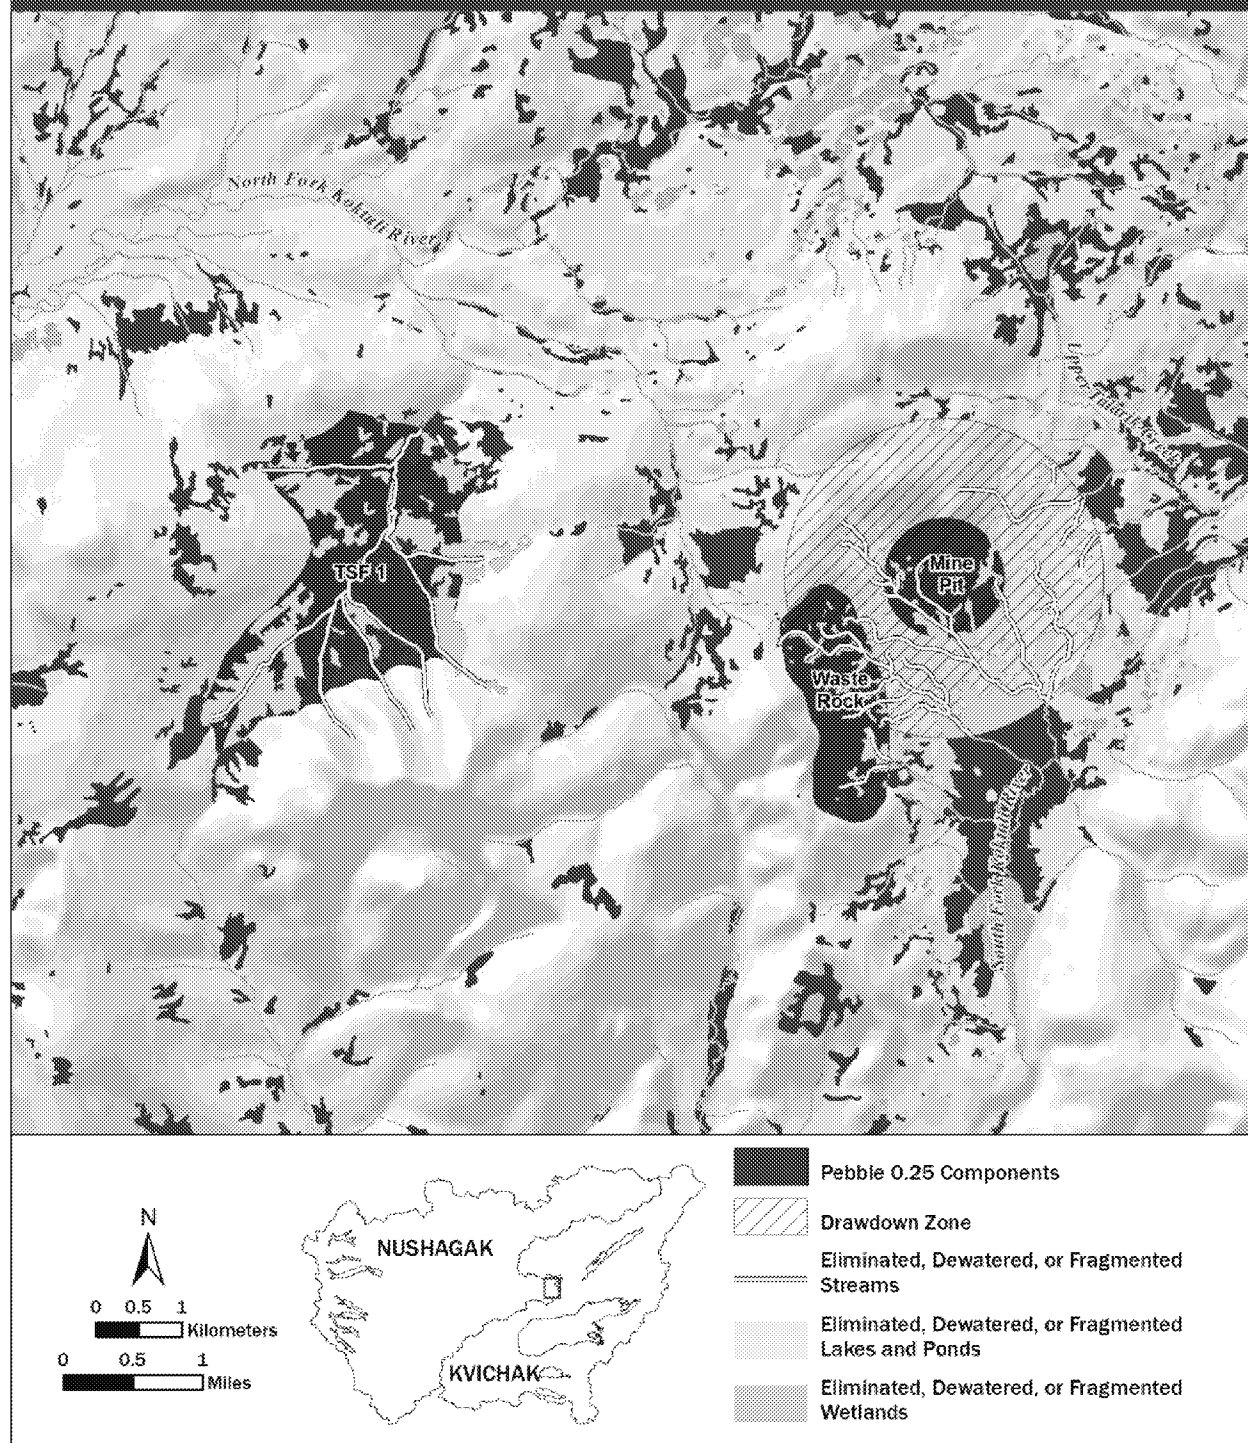 North Fork Koktuli River
Upper Talarik Creek
TSF 1
Mine
Pit
Waste
Rock
South Fork Koktuli River
N
0 0.5 1
Kilometers
0 0.5 1
Miles
NUSHAGAK
KVICHAK
Pebble 0.25 Components
Drawdown Zone
Eliminated, Dewatered, or Fragmented
Streams
Eliminated, Dewatered, or Fragmented
Lakes and Ponds
Eliminated, Dewatered, or Fragmented
Wetlands